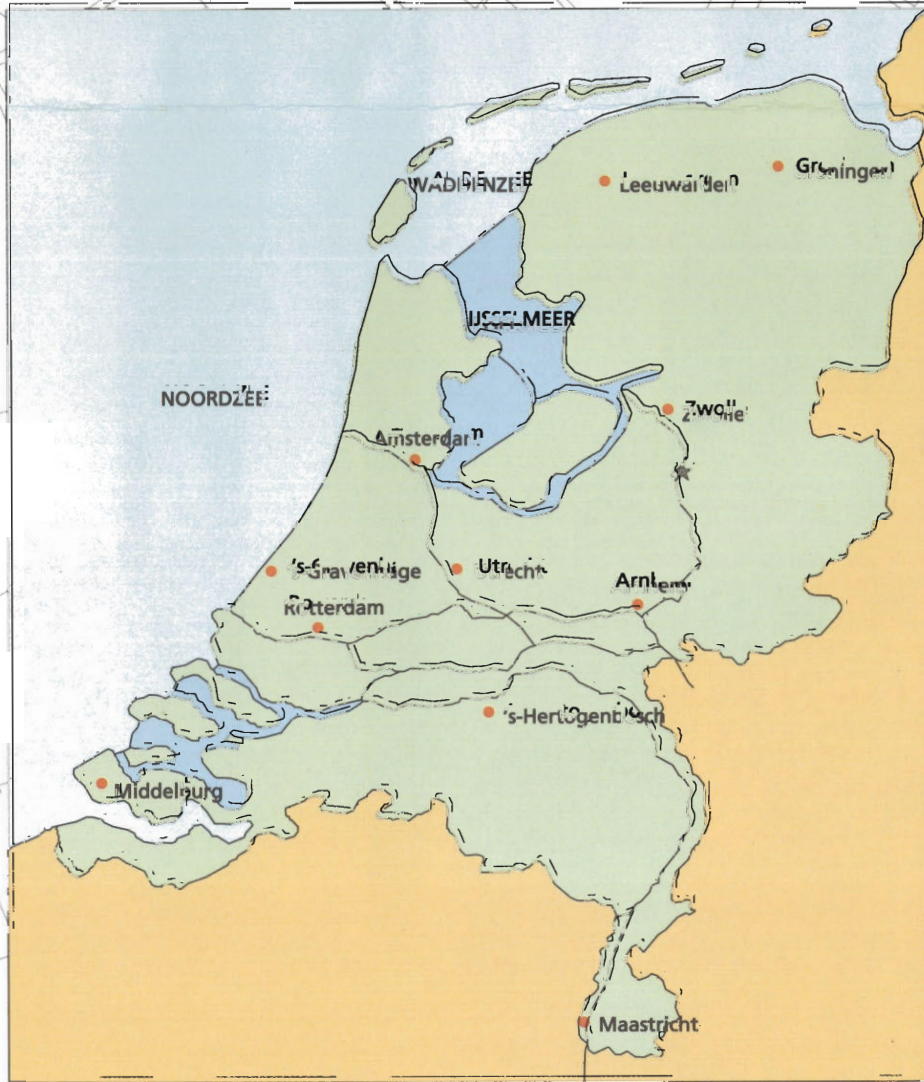 Groningen
WADDENZEE
Leeuwarden
IJSSELMEER
NOORDZEE
Zwolle
Amsterdam
's-Gravenhage
Utrecht
Arnhem
Rotterdam
's-Hertogenbosch
Middelburg
Maastricht